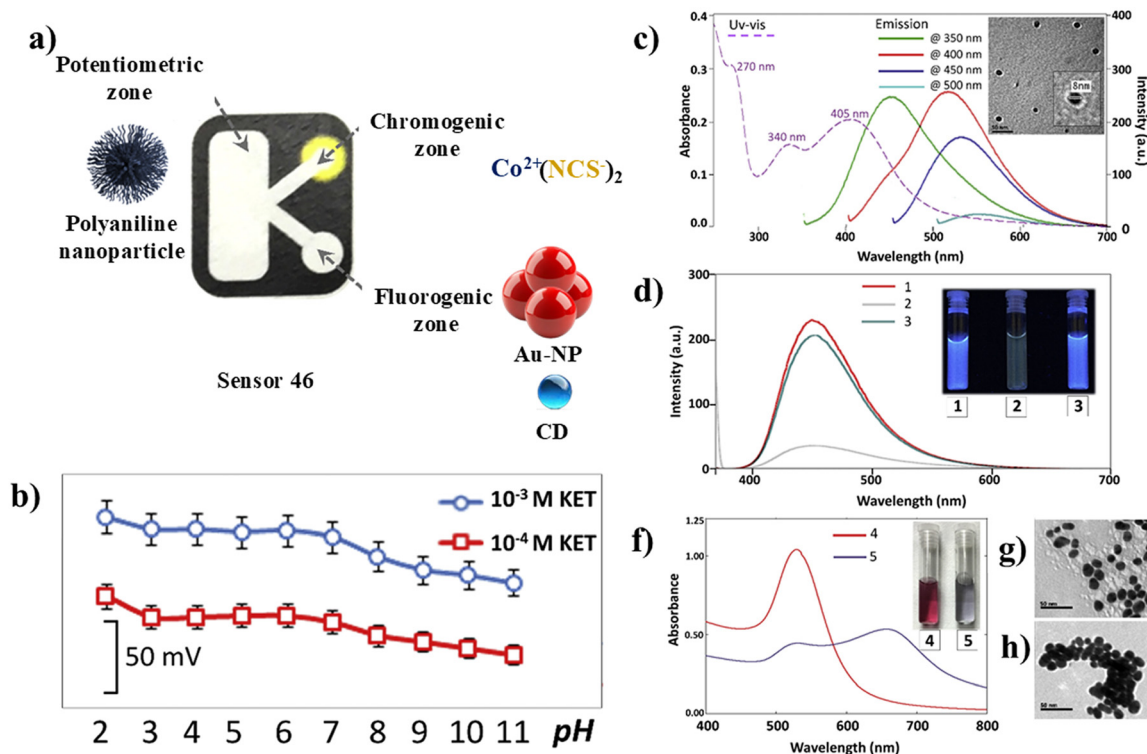 a)
Potentiometric
zone
Chromogenic
zone
Co2+(NCS-)2
Polyaniline
nanoparticle
Fluorogenic
zone
Au-NP
Sensor 46
CD
b)
10-3 M KET
10-4 M KET
50 mV
2 3 4 5 6 7 8 9 10 11 pH
c)
0.4
0.3
0.2
0.1
0.0
Absorbance
Uv-vis
Emission
@ 350 nm
@ 400 nm
@ 450 nm
@ 500 nm
270 nm
340 nm
405 nm
8nm
400
300
200
100
0
Intensity (a.u.)
300 400 500 600 700
Wavelength (nm)
d)
300
200
100
0
Intensity (a.u.)
1
2
3
1 2 3
400 500 600 700
Wavelength (nm)
f)
1.25
1.00
0.50
0.00
Absorbance
4
5
4 5
400 500 600 700 800
Wavelength (nm)
g)
50 nm
h)
50 nm